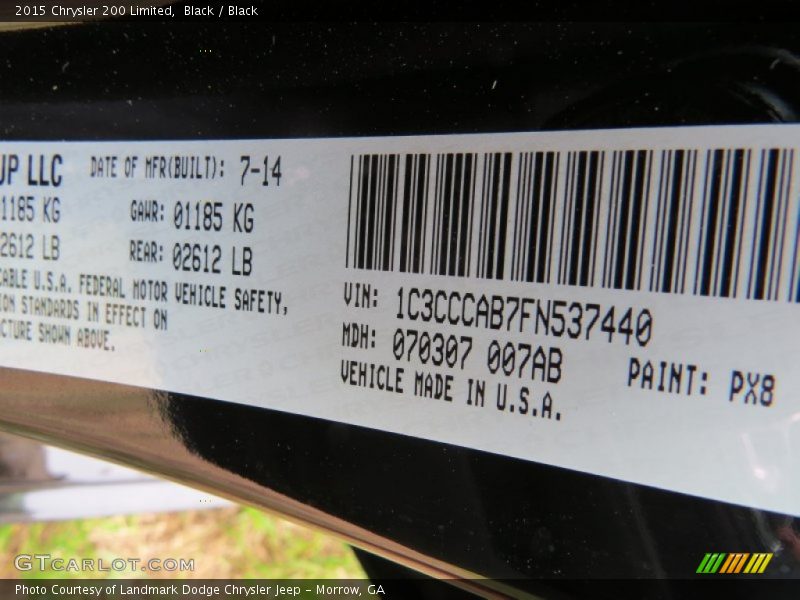 2015 Chrysler 200 Limited,  Black / Black
UP LLC
DATE OF MFR(BUILT): 7-14
1185 KG
GAWR: 01185 KG
2612 LB
REAR: 02612 LB
CABLE U.S.A. FEDERAL MOTOR VEHICLE SAFETY,
ION STANDARDS IN EFFECT ON
CTURE SHOWN ABOVE.
VIN: 1C3CCCAB7FN537440
MDH: 070307 007AB
PAINT: PX8
VEHICLE MADE IN U.S.A.
GTCARLOT.COM
Photo Courtesy of Landmark Dodge Chrysler Jeep - Morrow, GA